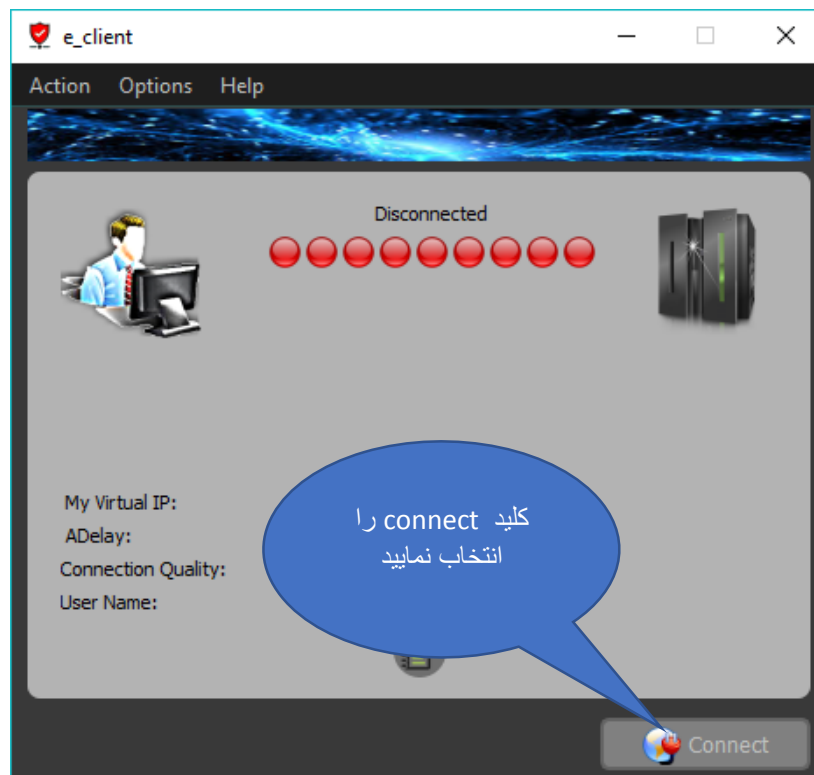 e_client
Action Options Help
Disconnected
My Virtual IP:
ADelay:
Connection Quality:
User Name:
کلید connect را
انتخاب نمایید
Connect